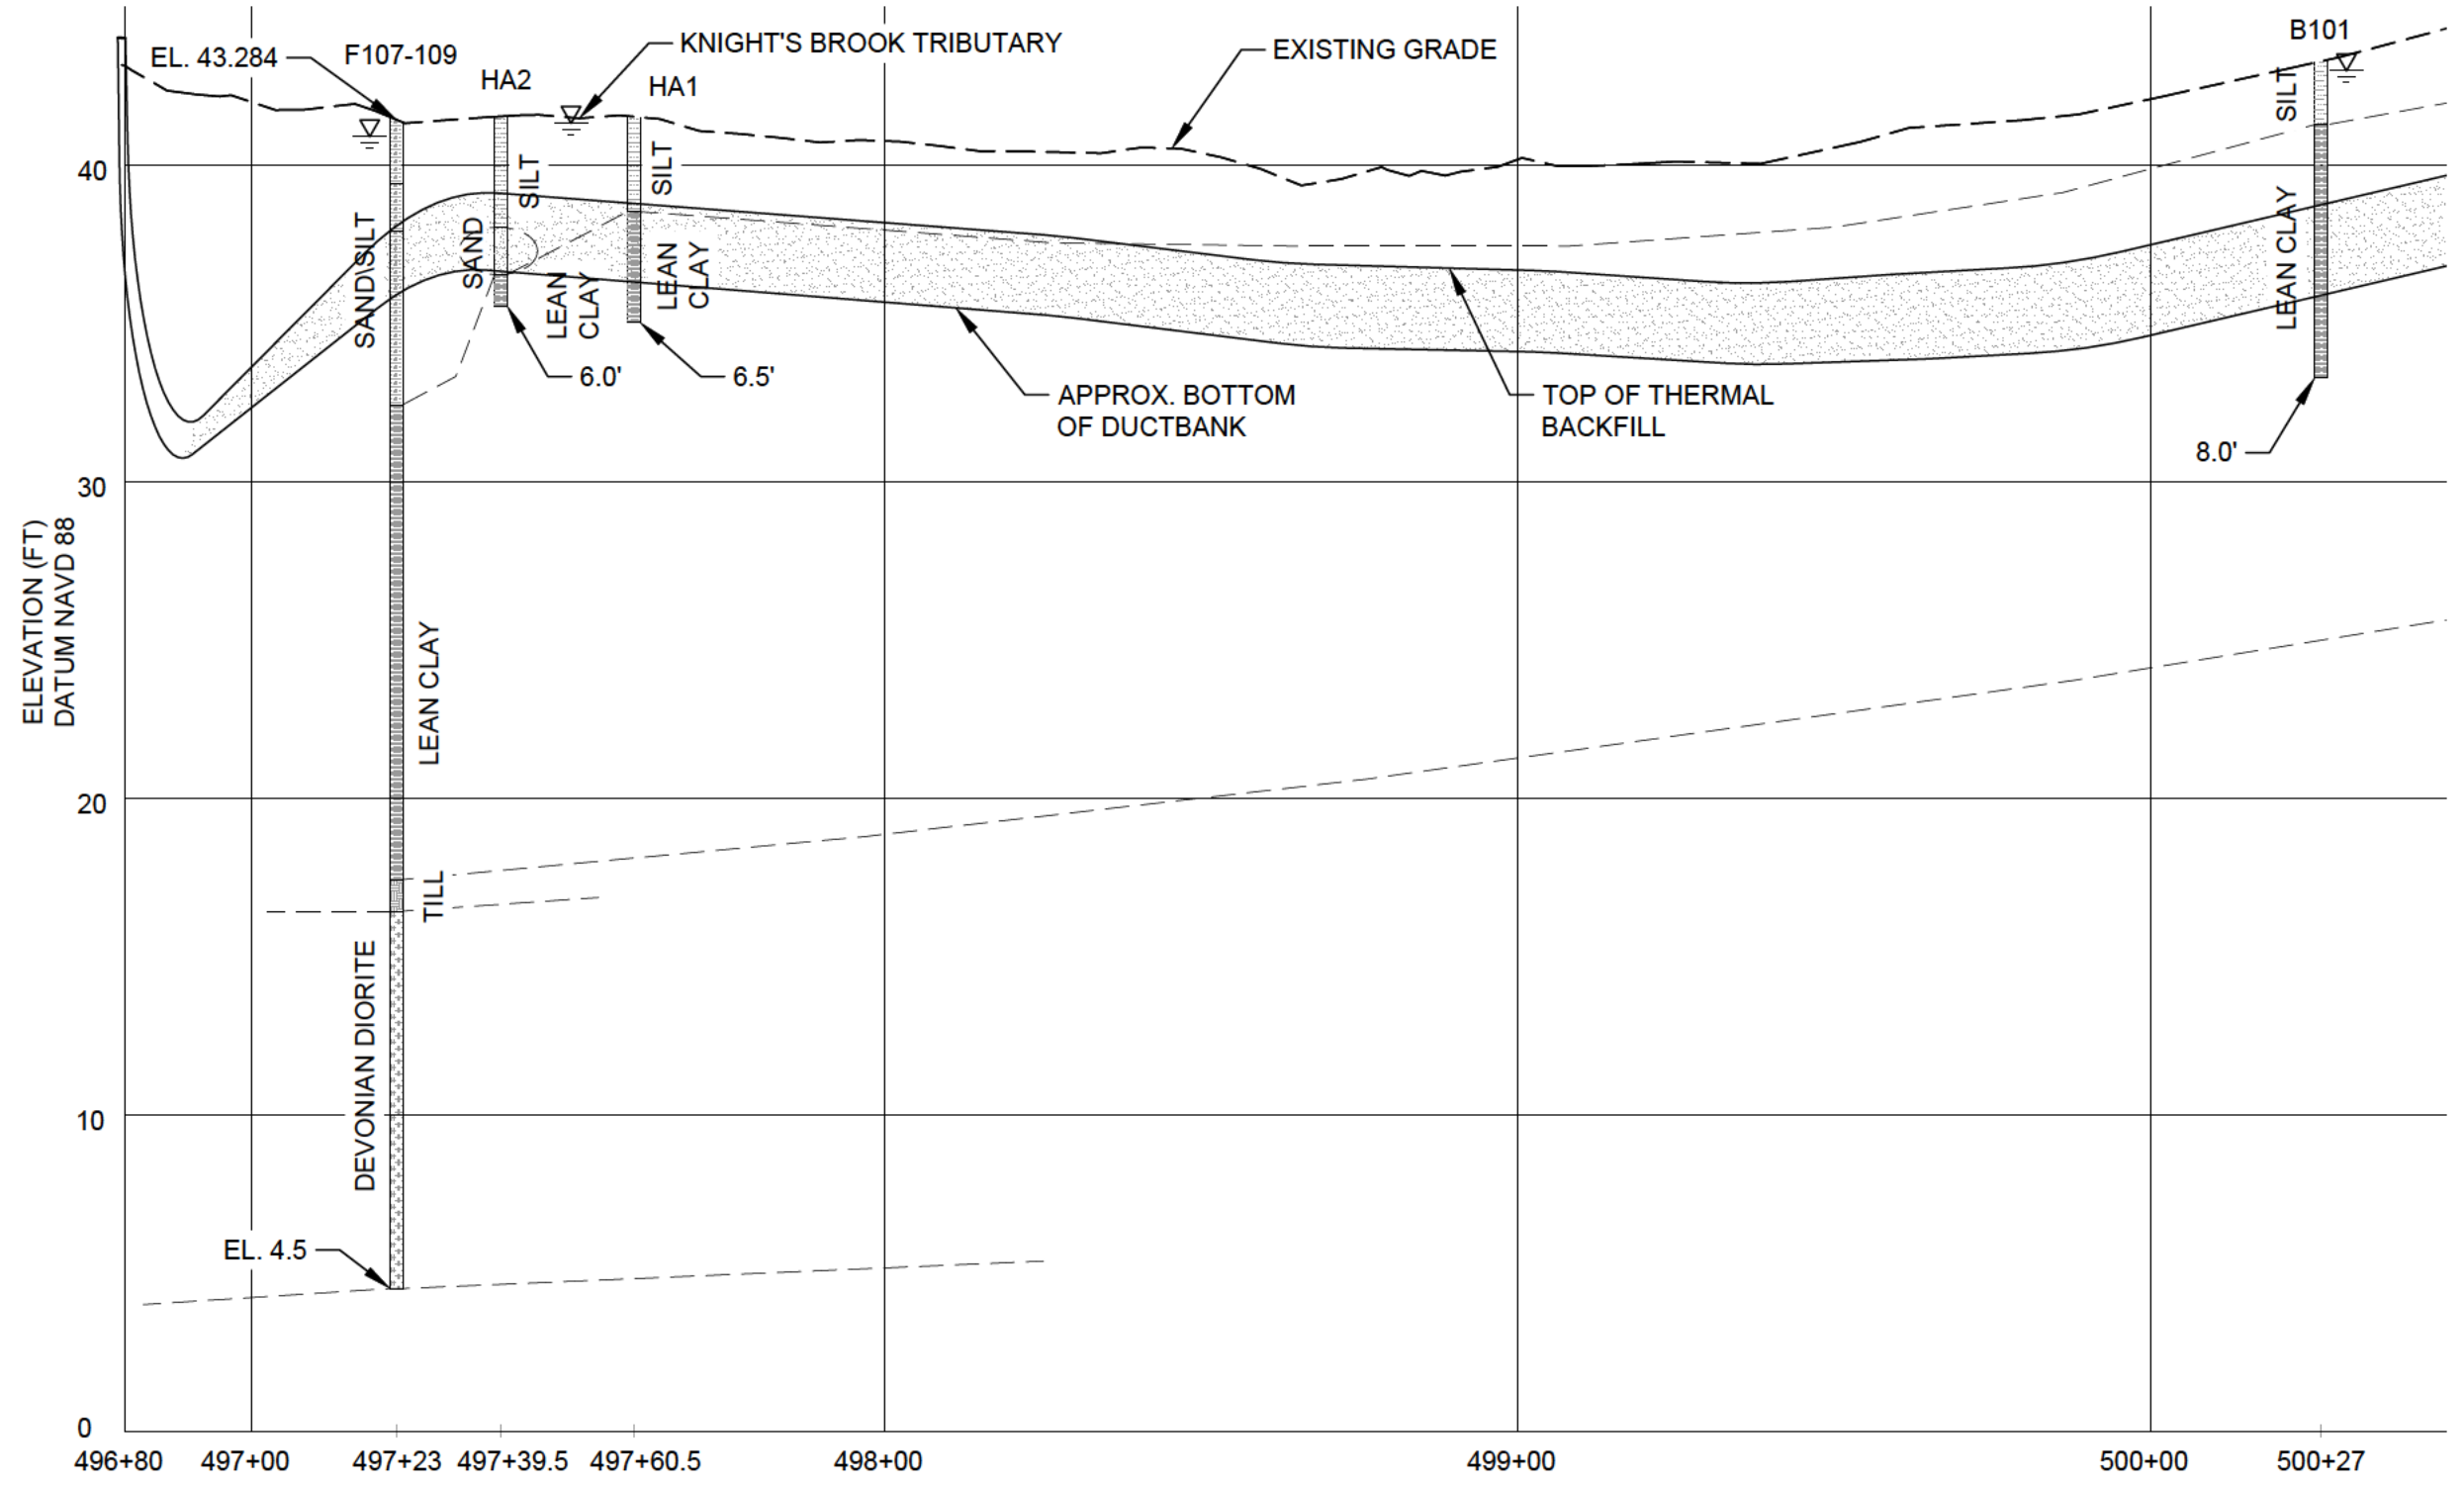 B101
KNIGHT'S BROOK TRIBUTARY
EXISTING GRADE
EL. 43.284
F107-109
HA2
HA1
SILT
SILT
SILT
40
SAND\SILT
SAND
LEAN
CLAY
LEAN
CLAY
LEAN CLAY
6.0'
6.5'
APPROX. BOTTOM
OF DUCTBANK
TOP OF THERMAL
BACKFILL
8.0'
30
ELEVATION (FT)
DATUM NAVD 88
LEAN CLAY
20
TILL
DEVONIAN DIORITE
10
EL. 4.5
0
496+80
497+00
497+23
497+39.5
497+60.5
498+00
499+00
500+00
500+27